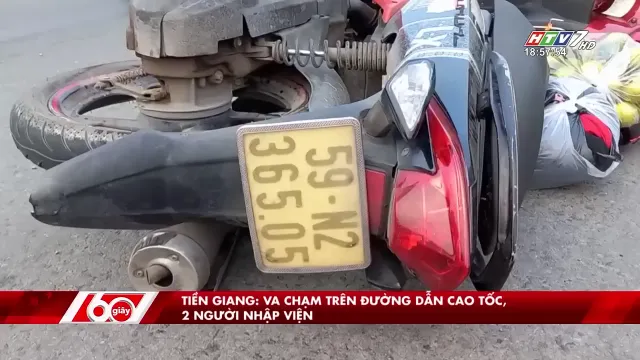 HTV7 HD
18:57:54
59-N2
365.05
60 giây
TIỀN GIANG: VA CHẠM TRÊN ĐƯỜNG DẪN CAO TỐC,
2 NGƯỜI NHẬP VIỆN